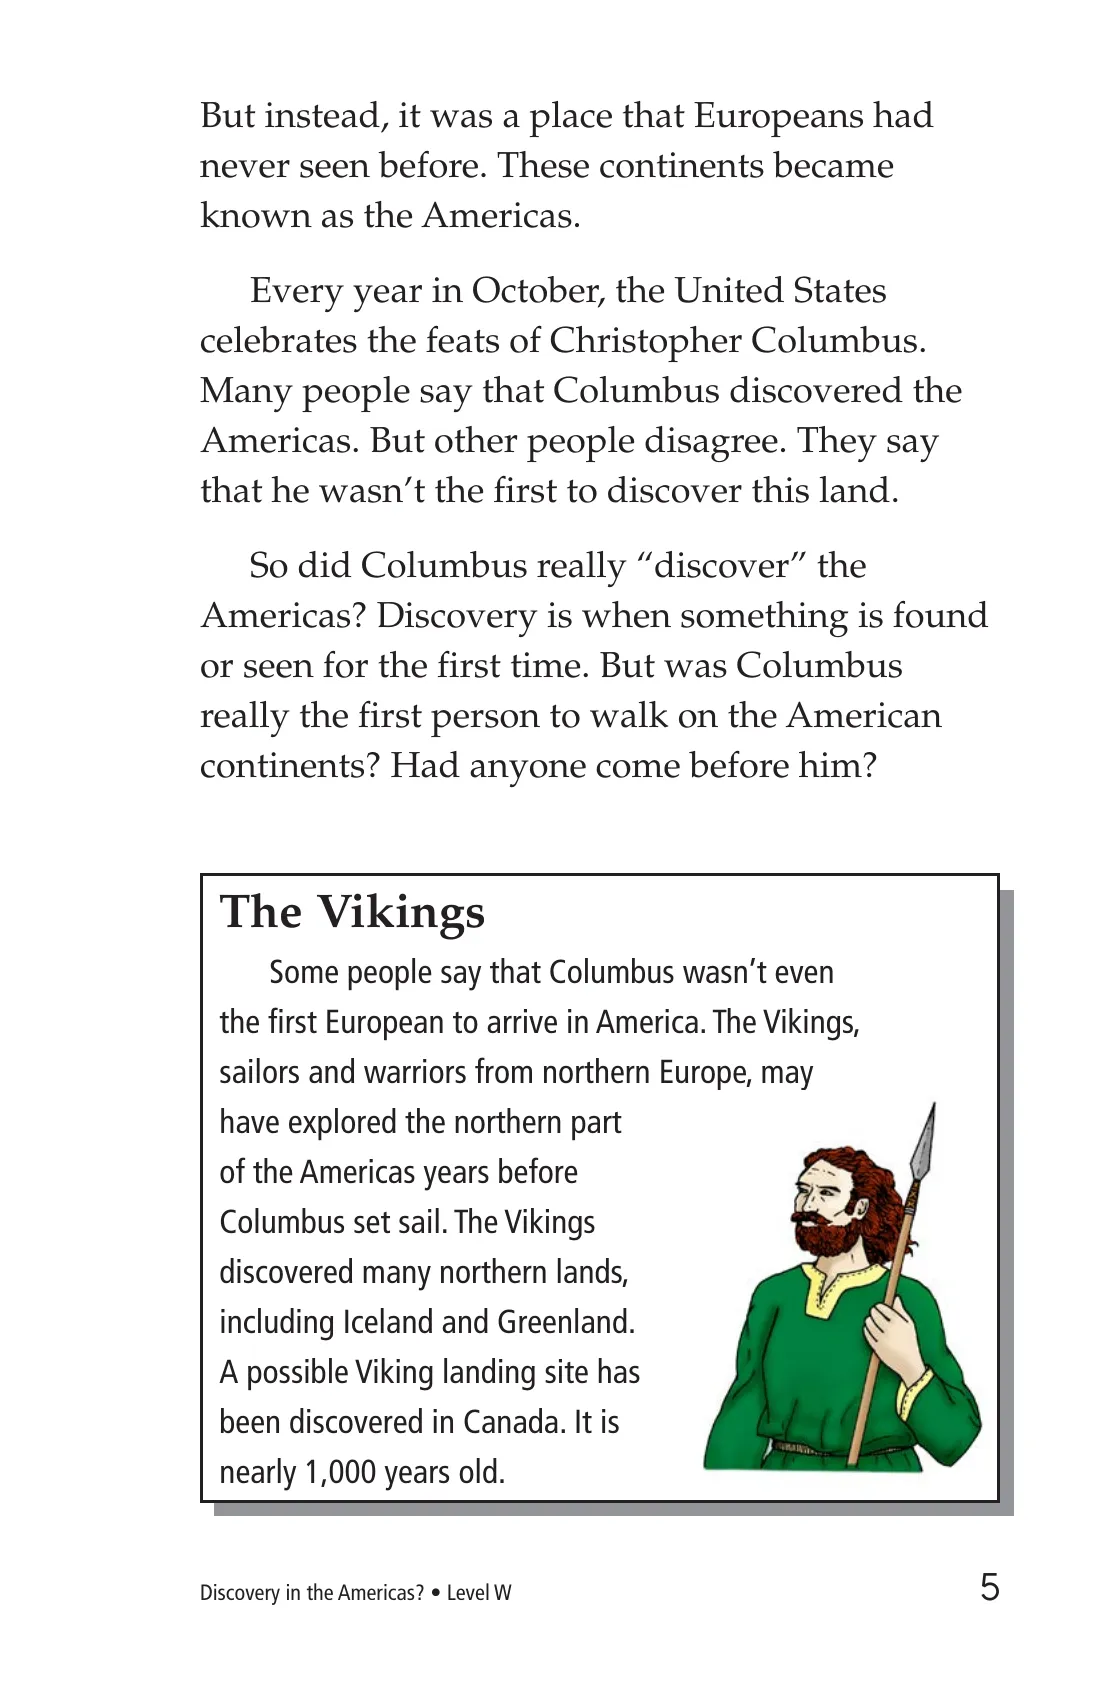 But instead, it was a place that Europeans had
never seen before. These continents became
known as the Americas.
Every year in October, the United States
celebrates the feats of Christopher Columbus.
Many people say that Columbus discovered the
Americas. But other people disagree. They say
that he wasn’t the first to discover this land.
So did Columbus really “discover” the
Americas? Discovery is when something is found
or seen for the first time. But was Columbus
really the first person to walk on the American
continents? Had anyone come before him?
The Vikings
Some people say that Columbus wasn’t even
the first European to arrive in America. The Vikings,
sailors and warriors from northern Europe, may
have explored the northern part
of the Americas years before
Columbus set sail. The Vikings
discovered many northern lands,
including Iceland and Greenland.
A possible Viking landing site has
been discovered in Canada. It is
nearly 1,000 years old.
Discovery in the Americas? • Level W
5